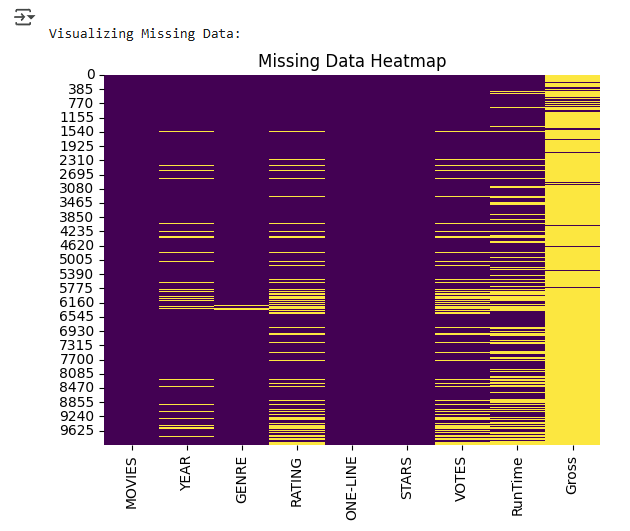 Visualizing Missing Data:
Missing Data Heatmap
0
385
770
1155
1540
1925
2310
2695
3080
3465
3850
4235
4620
5005
5390
5775
6160
6545
6930
7315
7700
8085
8470
8855
9240
9625
MOVIES
YEAR
GENRE
RATING
ONE-LINE
STARS
VOTES
RunTime
Gross